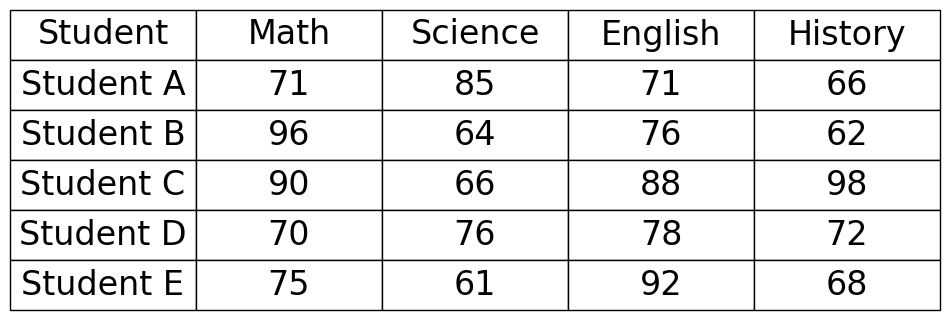 Student Math Science English History
Student A 71 85 71 66
Student B 96 64 76 62
Student C 90 66 88 98
Student D 70 76 78 72
Student E 75 61 92 68